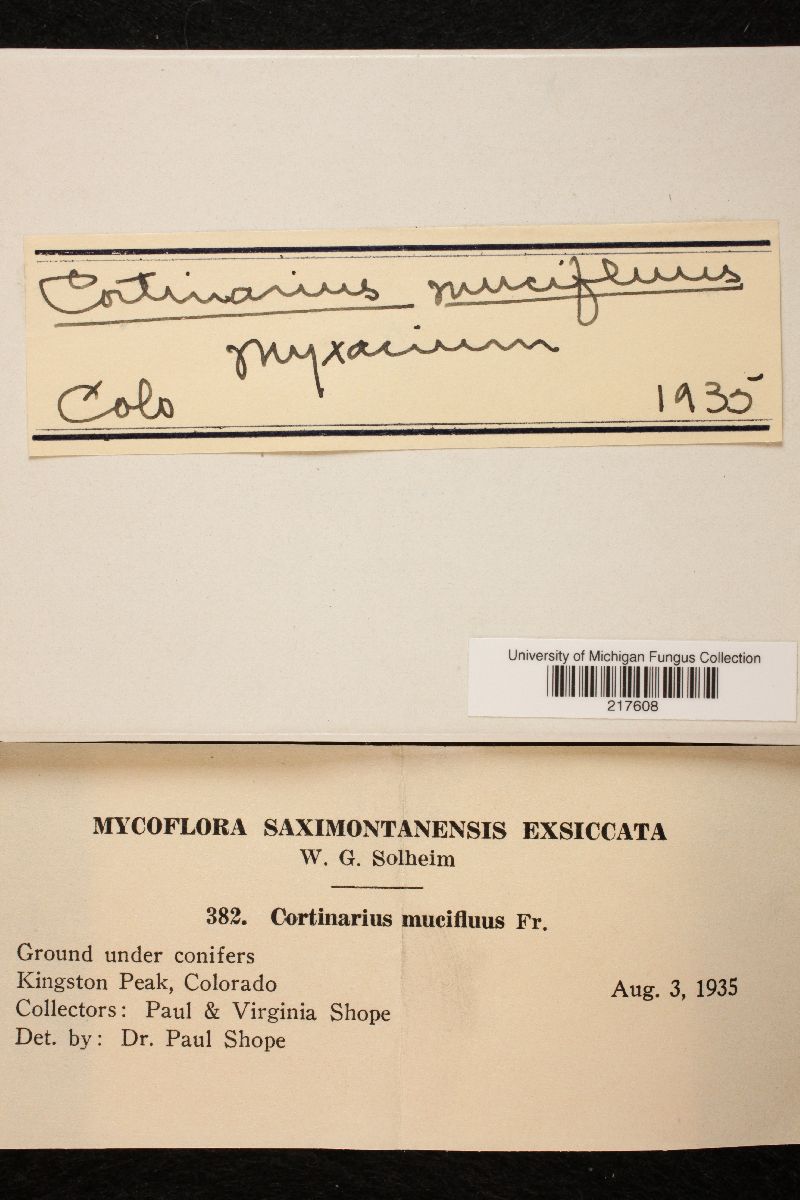 Cortinarius mucifluus
Myxacium
Colo 1935
University of Michigan Fungus Collection
217608
MYCOFLORA SAXIMONTANENSIS EXSICCATA
W. G. Solheim
382. Cortinarius mucifluus Fr.
Ground under conifers
Kingston Peak, Colorado Aug. 3, 1935
Collectors: Paul & Virginia Shope
Det. by: Dr. Paul Shope